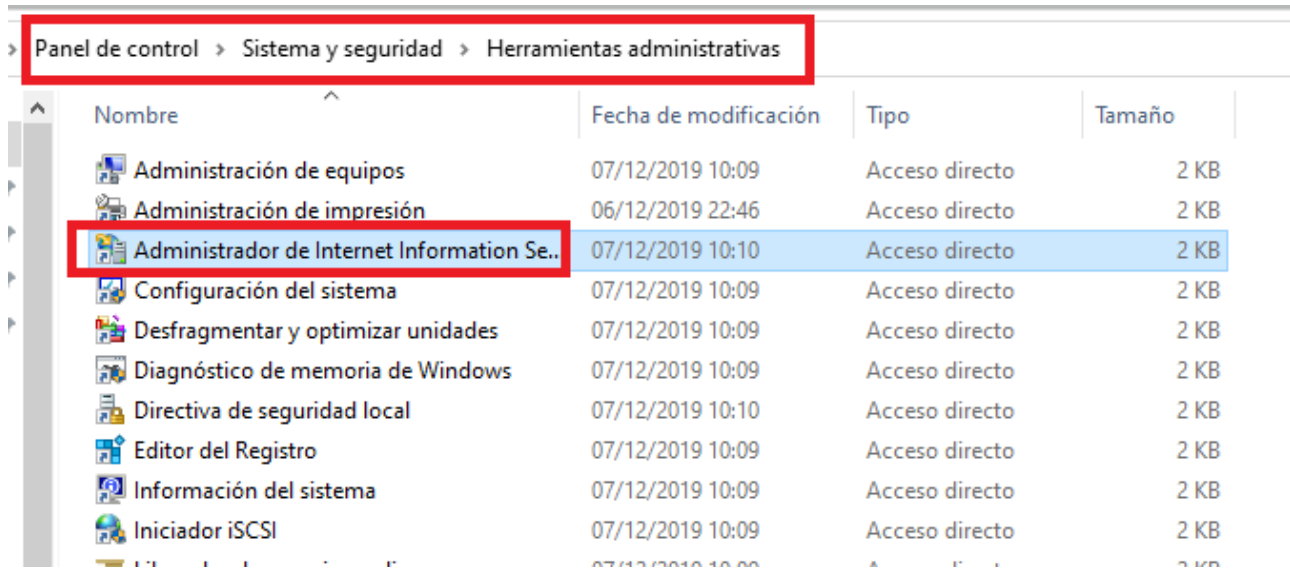 Panel de control > Sistema y seguridad > Herramientas administrativas
Nombre Fecha de modificación Tipo Tamaño
Administración de equipos 07/12/2019 10:09 Acceso directo 2 KB
Administración de impresión 06/12/2019 22:46 Acceso directo 2 KB
Administrador de Internet Information Se... 07/12/2019 10:10 Acceso directo 2 KB
Configuración del sistema 07/12/2019 10:09 Acceso directo 2 KB
Desfragmentar y optimizar unidades 07/12/2019 10:09 Acceso directo 2 KB
Diagnóstico de memoria de Windows 07/12/2019 10:09 Acceso directo 2 KB
Directiva de seguridad local 07/12/2019 10:10 Acceso directo 2 KB
Editor del Registro 07/12/2019 10:09 Acceso directo 2 KB
Información del sistema 07/12/2019 10:09 Acceso directo 2 KB
Iniciador iSCSI 07/12/2019 10:09 Acceso directo 2 KB